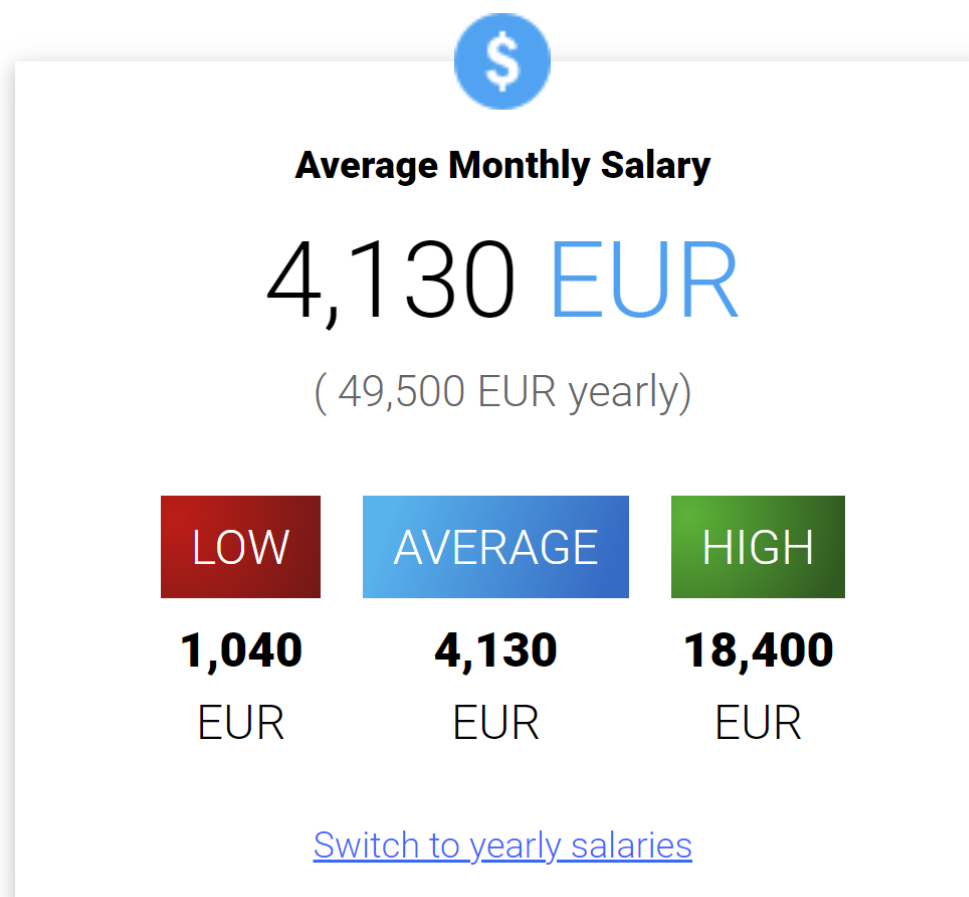 $
Average Monthly Salary
4,130 EUR
( 49,500 EUR yearly)
LOW AVERAGE HIGH
1,040 4,130 18,400
EUR EUR EUR
Switch to yearly salaries